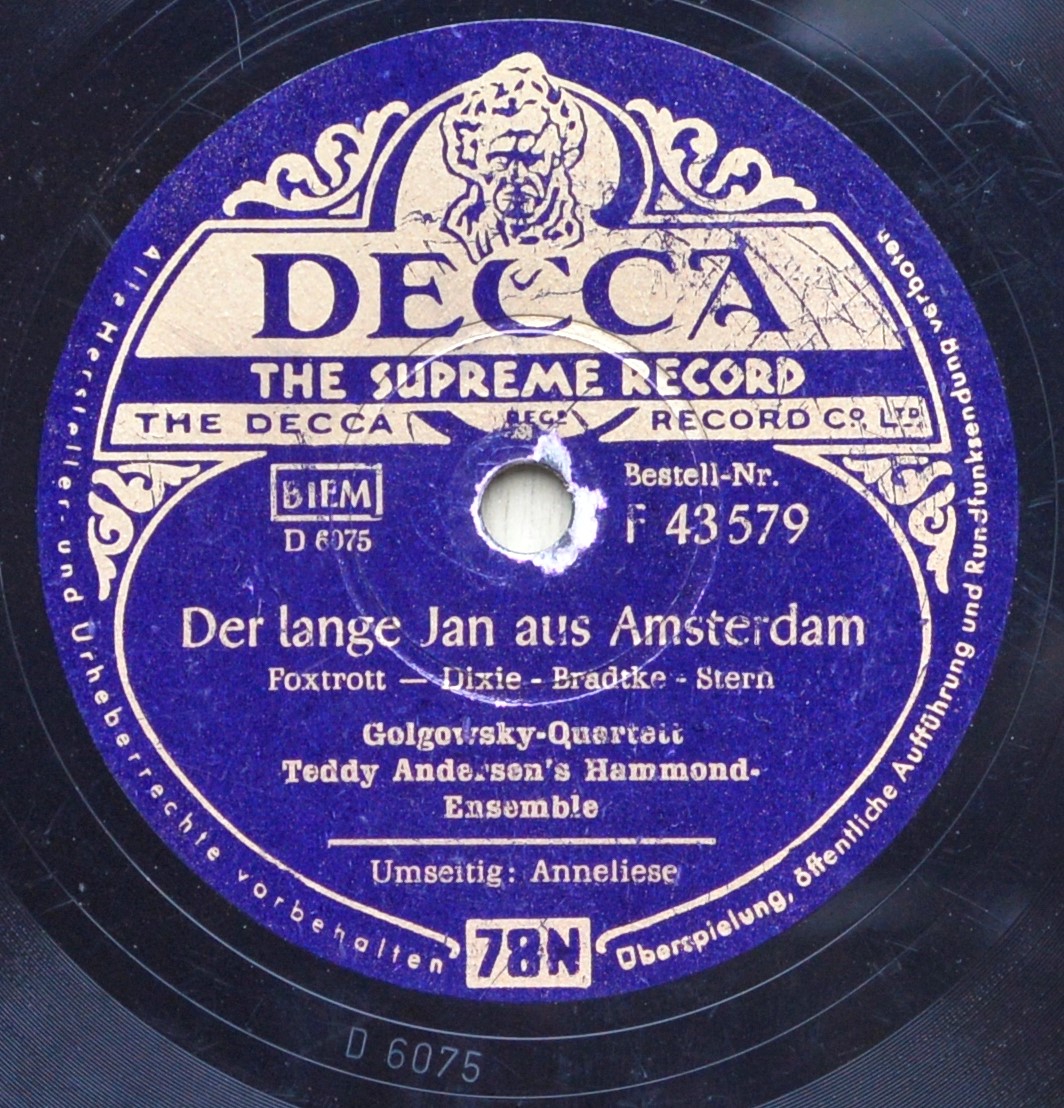 DECCA
THE SUPREME RECORD
THE DECCA REGD RECORD Co. LTD.
BIEM
D 6075
Bestell-Nr.
F 43579
Der lange Jan aus Amsterdam
Foxtrott — Dixie - Bradtke - Stern
Golgowsky-Quartett
Teddy Anderson's Hammond-
Ensemble
Umseitig: Anneliese
78N
Alle Hersteller- und Urheberrechte vorbehalten
Überspielung, öffentliche Aufführung und Rundfunksendung verboten
D 6075